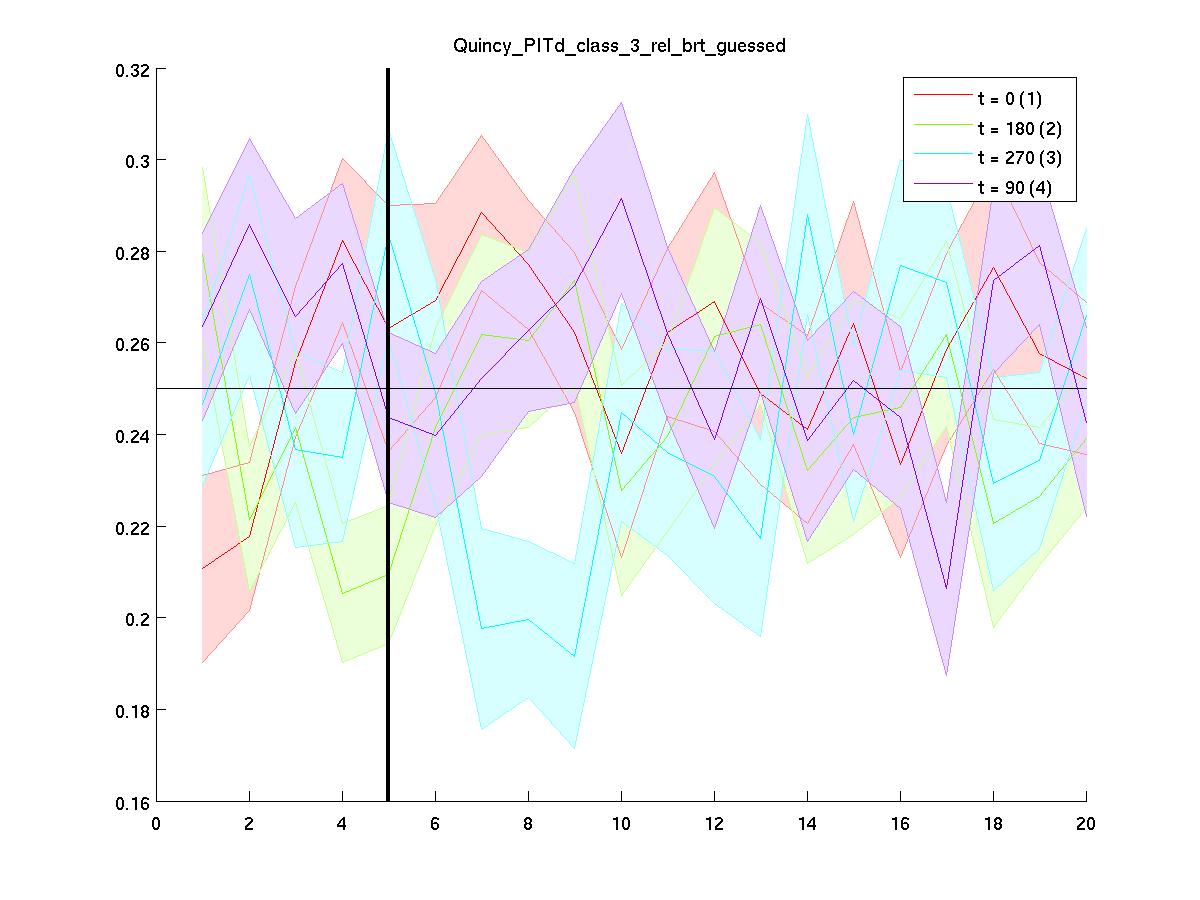 Quincy_PITd_class_3_rel_brt_guessed
0.32
0.3
0.28
0.26
0.24
0.22
0.2
0.18
0.16
0 2 4 6 8 10 12 14 16 18 20
t = 0 (1)
t = 180 (2)
t = 270 (3)
t = 90 (4)